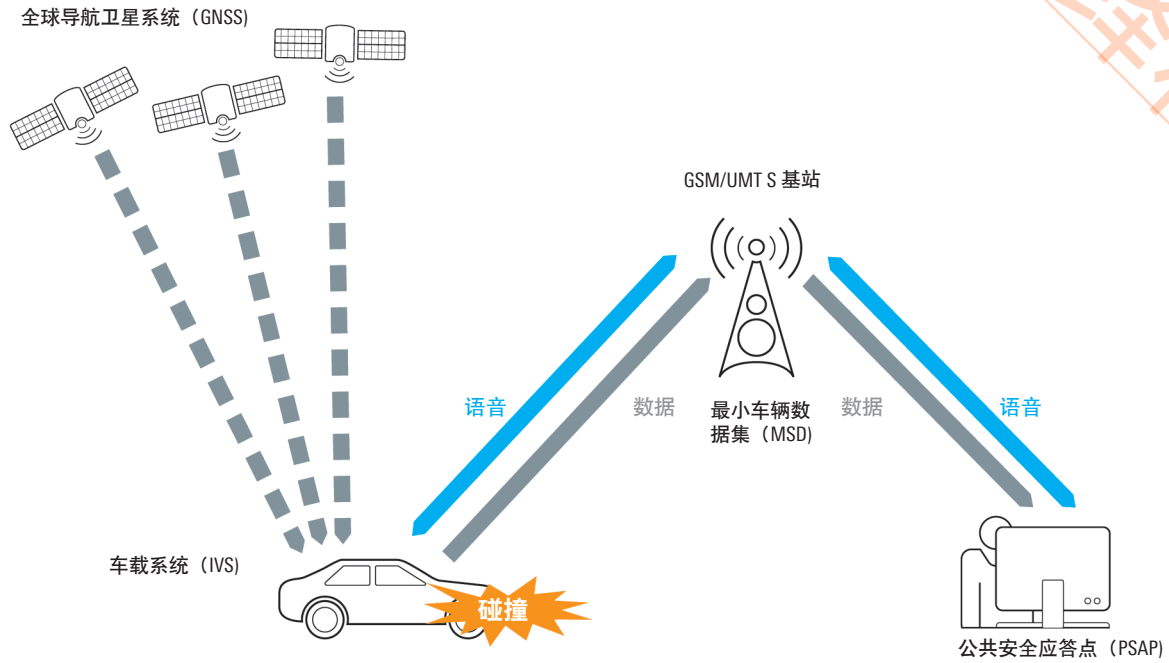 全球导航卫星系统（GNSS）
GSM/UMT S 基站
语音
数据
最小车辆数
据集（MSD)
数据
语音
车载系统（IVS)
碰撞
公共安全应答点（PSAP)